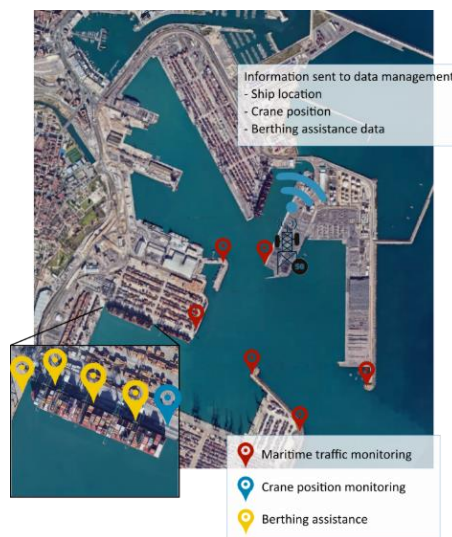 Information sent to data management
- Ship location
- Crane position
- Berthing assistance data
Maritime traffic monitoring
Crane position monitoring
Berthing assistance